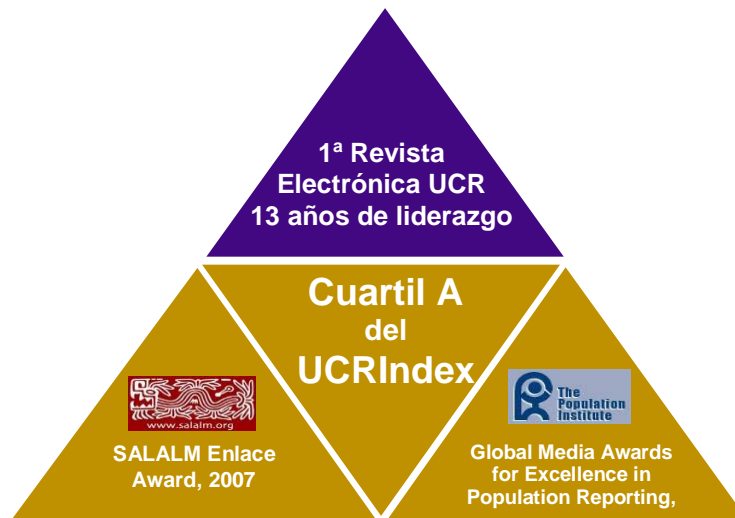 1ª Revista
Electrónica UCR
13 años de liderazgo
Cuartil A
del
UCRIndex
www.salalm.org
SALALM Enlace
Award, 2007
The
Population
Institute
Global Media Awards
for Excellence in
Population Reporting,